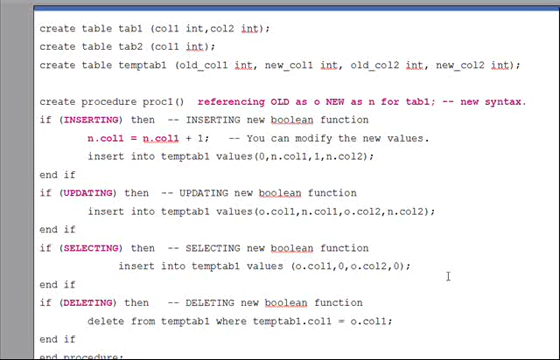 create table tab1 (col1 int,col2 int);
create table tab2 (col1 int);
create table temptab1 (old_col1 int, new_col1 int, old_col2 int, new_col2 int);
create procedure proc1()  referencing OLD as o NEW as n for tab1; -- new syntax.
if (INSERTING) then  -- INSERTING new boolean function
n.col1 = n.col1 + 1;   -- You can modify the new values.
insert into temptab1 values(0,n.col1,1,n.col2);
end if
if (UPDATING) then  -- UPDATING new boolean function
insert into temptab1 values(o.col1,n.col1,o.col2,n.col2);
end if
if (SELECTING) then  -- SELECTING new boolean function
insert into temptab1 values (o.col1,0,o.col2,0);
end if
if (DELETING) then  -- DELETING new boolean function
delete from temptab1 where temptab1.col1 = o.col1;
end if
end procedure;